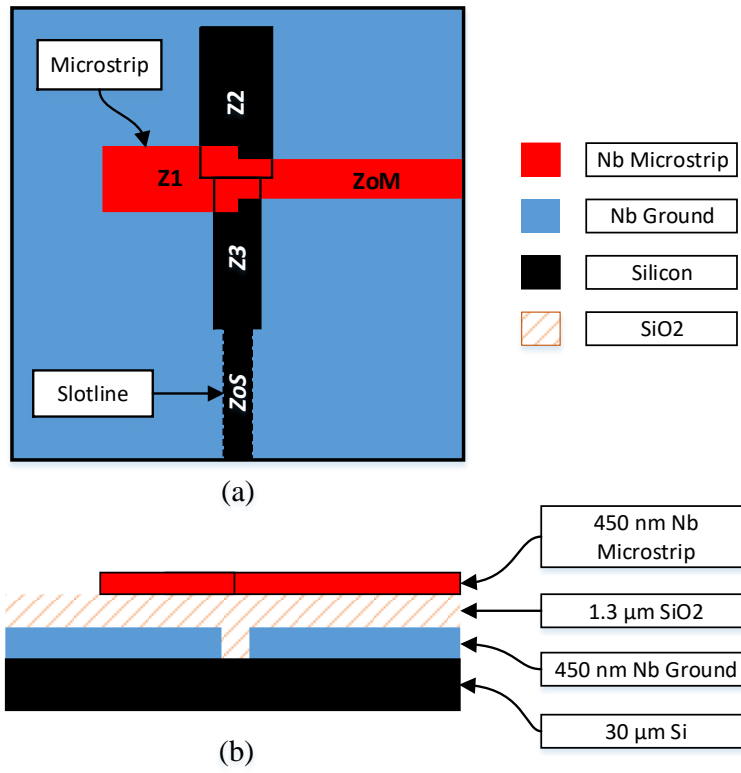 Microstrip
Z2
Z1
ZoM
Z3
ZoS
Slotline
(a)
Nb Microstrip
Nb Ground
Silicon
SiO2
450 nm Nb
Microstrip
1.3 µm SiO2
450 nm Nb Ground
30 µm Si
(b)